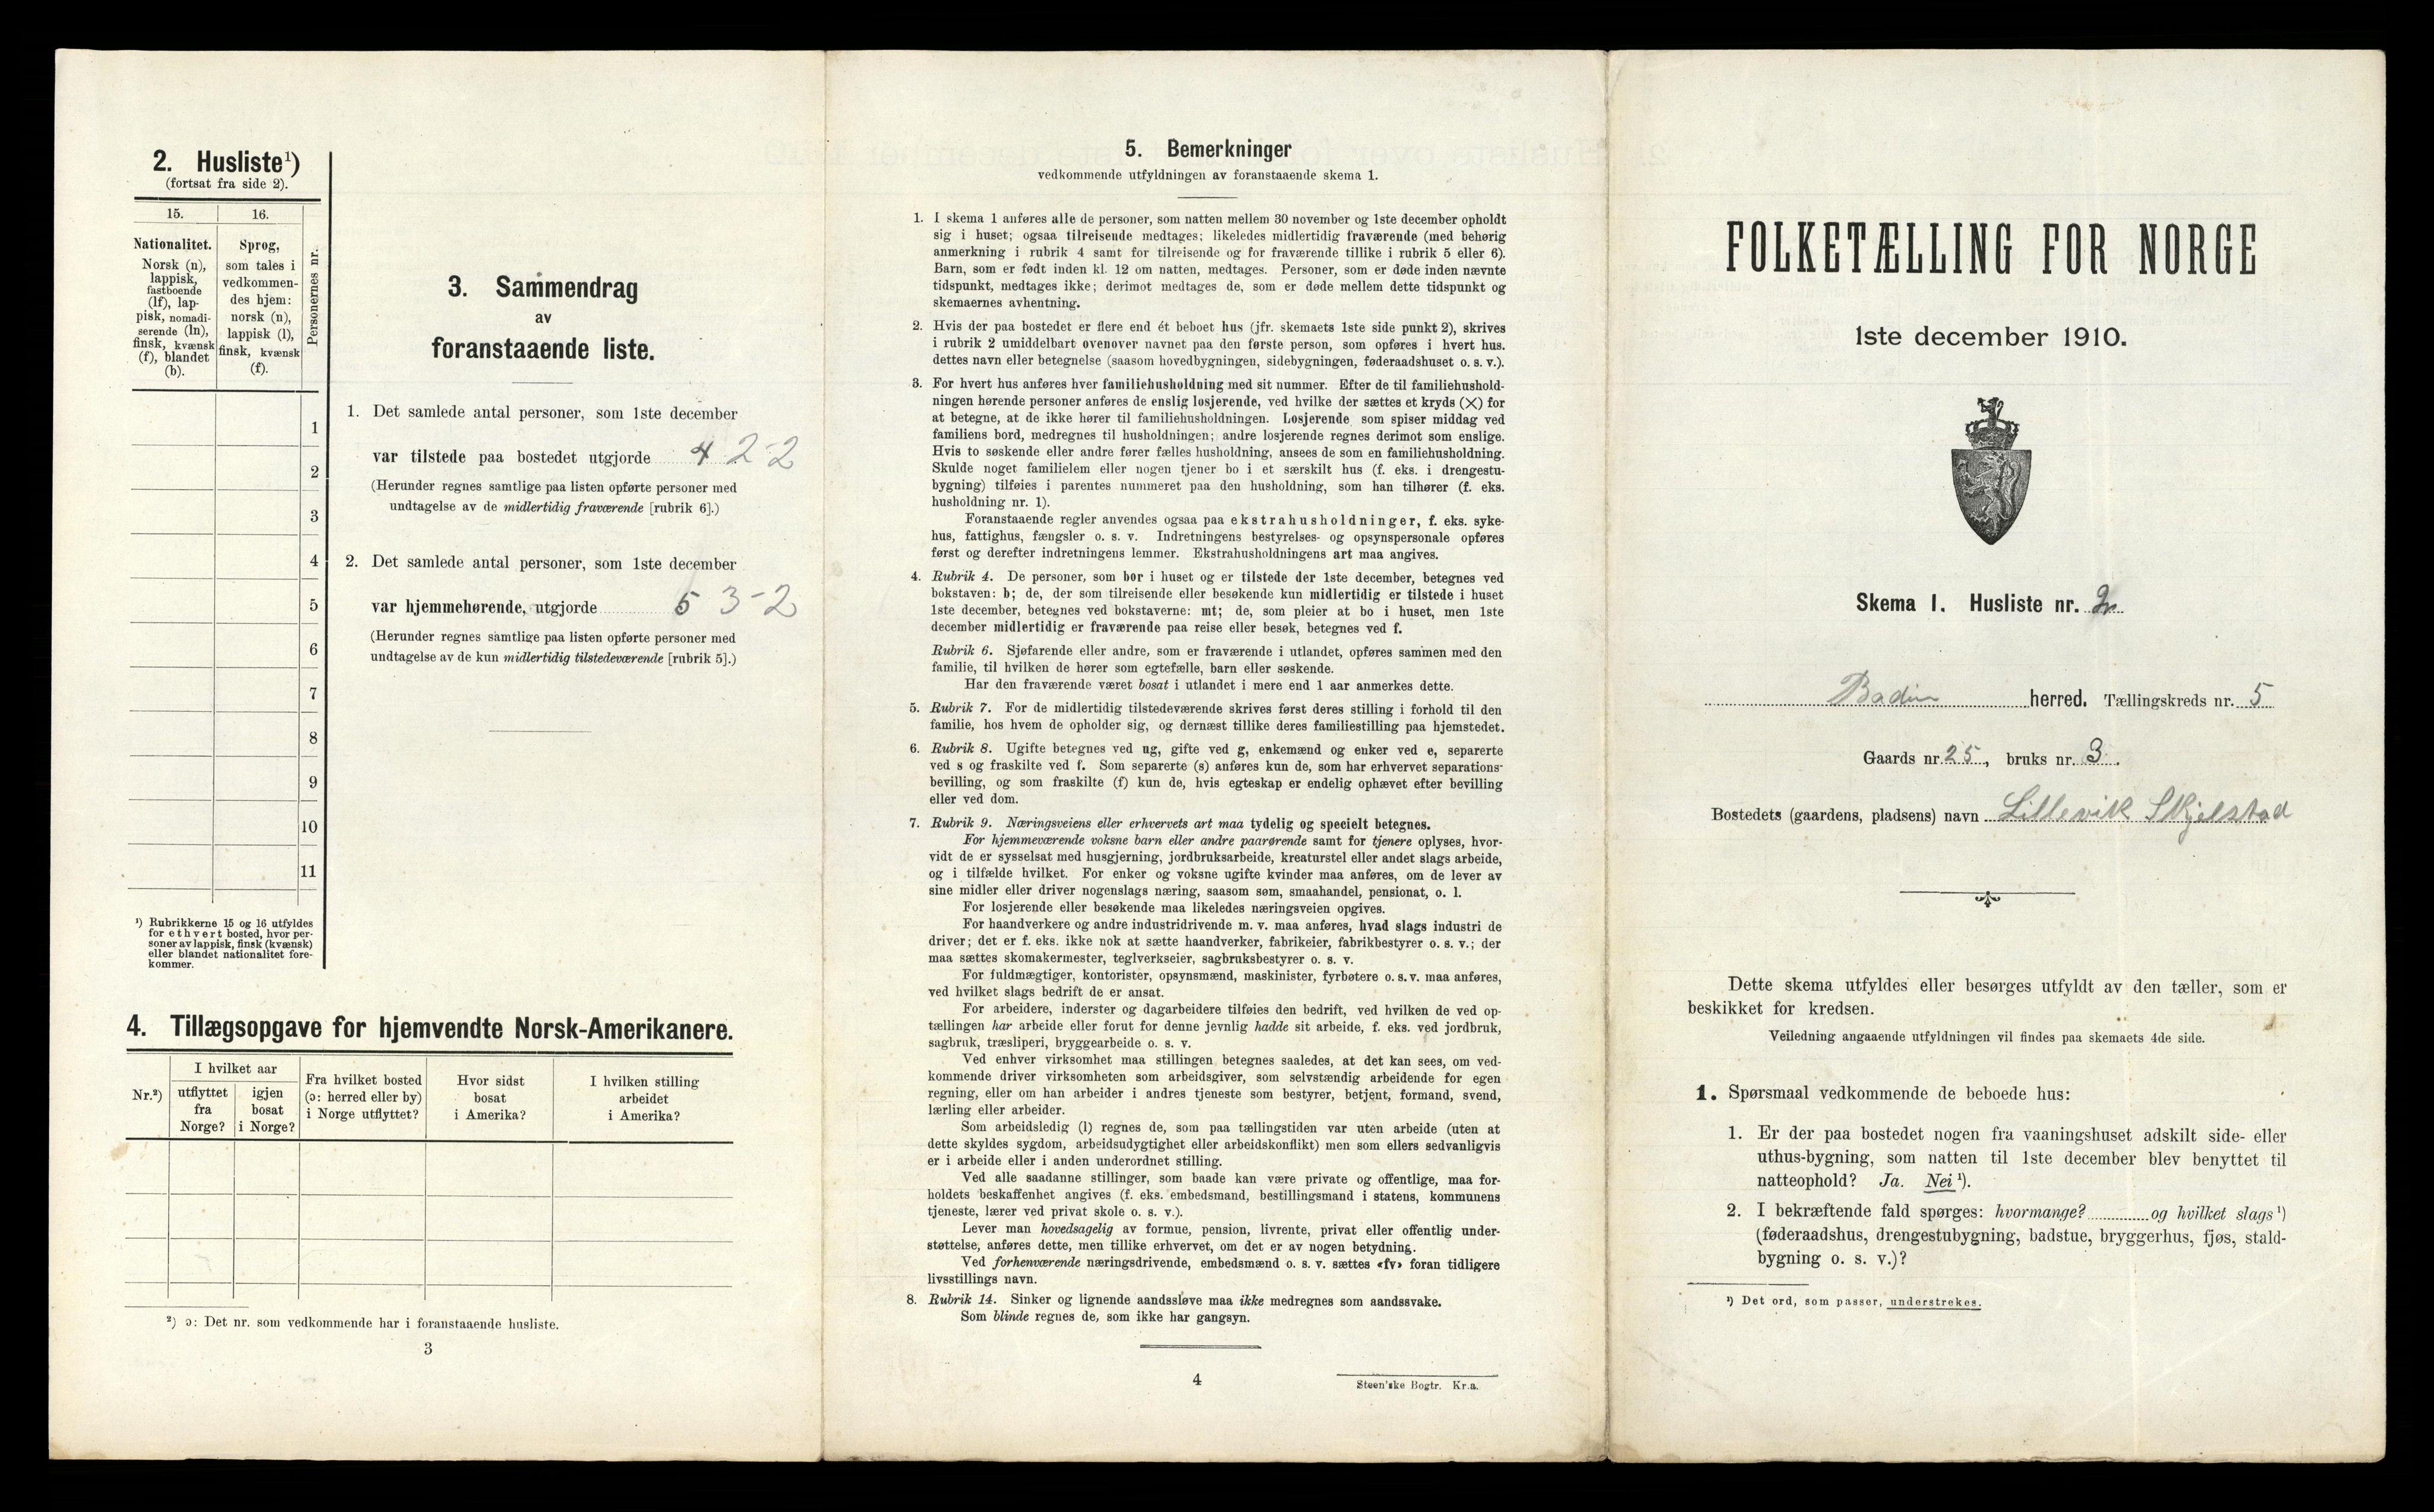 2. Husliste¹)
(fortsat fra side 2).
15.
16.
Nationalitet.
Norsk (n),
lappisk,
fastboende
(lf), lap-
pisk, nomadi-
serende (ln),
finsk, kvænsk
(f), blandet
(b).
Sprog,
som tales i
vedkommen-
des hjem:
norsk (n),
lappisk (l),
finsk, kvænsk
(f).
Personernes nr.
1
2
3
4
5
6
7
8
9
10
11
¹) Rubrikkerne 15 og 16 utfyldes
for ethvert bosted, hvor per-
soner av lappisk, finsk (kvænsk)
eller blandet nationalitet fore-
kommer.
3. Sammendrag
av
foranstaaende liste.
1. Det samlede antal personer, som 1ste december
var tilstede paa bostedet utgjorde 4 2-2
(Herunder regnes samtlige paa listen opførte personer med
undtagelse av de midlertidig fraværende [rubrik 6].)
2. Det samlede antal personer, som 1ste december
var hjemmehørende, utgjorde 5 3-2
(Herunder regnes samtlige paa listen opførte personer med
undtagelse av de kun midlertidig tilstedeværende [rubrik 5].)
4. Tillægsopgave for hjemvendte Norsk-Amerikanere.
Nr.²)
I hvilket aar
utflyttet
fra
Norge?
igjen
bosat
i Norge?
Fra hvilket bosted
(ɔ: herred eller by)
i Norge utflyttet?
Hvor sidst
bosat
i Amerika?
I hvilken stilling
arbeidet
i Amerika?
²) ɔ: Det nr. som vedkommende har i foranstaaende husliste.
3
5. Bemerkninger
vedkommende utfyldningen av foranstaaende skema 1.
1. I skema 1 anføres alle de personer, som natten mellem 30 november og 1ste december opholdt
sig i huset; ogsaa tilreisende medtages; likeledes midlertidig fraværende (med behørig
anmerkning i rubrik 4 samt for tilreisende og for fraværende tillike i rubrik 5 eller 6).
Barn, som er født inden kl. 12 om natten, medtages. Personer, som er døde inden nævnte
tidspunkt, medtages ikke; derimot medtages de, som er døde mellem dette tidspunkt og
skemaernes avhentning.
2. Hvis der paa bostedet er flere end ét beboet hus (jfr. skemaets 1ste side punkt 2), skrives
i rubrik 2 umiddelbart ovenover navnet paa den første person, som opføres i hvert hus.
dettes navn eller betegnelse (saasom hovedbygningen, sidebygningen, føderaadshuset o. s. v.).
3. For hvert hus anføres hver familiehusholdning med sit nummer. Efter de til familiehushold-
ningen hørende personer anføres de enslig losjerende, ved hvilke der sættes et kryds (×) for
at betegne, at de ikke hører til familiehusholdningen. Losjerende som spiser middag ved
familiens bord, medregnes til husholdningen; andre losjerende regnes derimot som enslige.
Hvis to søskende eller andre fører fælles husholdning, ansees de som en familiehusholdning.
Skulde noget familielem eller nogen tjener bo i et særskilt hus (f. eks. i drengestu-
bygning) tilføies i parentes nummeret paa den husholdning, som han tilhører (f. eks.
husholdning nr. 1).
Foranstaaende regler anvendes ogsaa paa ekstrahusholdninger, f. eks. syke-
hus, fattighus, fængsler o. s. v. Indretningens bestyrelses- og opsynspersonale opføres
først og derefter indretningens lemmer. Ekstrahusholdningens art maa angives.
4. Rubrik 4. De personer, som bor i huset og er tilstede der 1ste december, betegnes ved
bokstaven: b; de, der som tilreisende eller besøkende kun midlertidig er tilstede i huset
1ste december, betegnes ved bokstaverne: mt; de, som pleier at bo i huset, men 1ste
december midlertidig er fraværende paa reise eller besøk, betegnes ved f.
Rubrik 6. Sjøfarende eller andre, som er fraværende i utlandet, opføres sammen med den
familie, til hvilken de hører som egtefælle, barn eller søskende.
Har den fraværende været bosat i utlandet i mere end 1 aar anmerkes dette.
5. Rubrik 7. For de midlertidig tilstedeværende skrives først deres stilling i forhold til den
familie, hos hvem de opholder sig, og dernæst tillike deres familiestilling paa hjemstedet.
6. Rubrik 8. Ugifte betegnes ved ug, gifte ved g, enkemænd og enker ved e, separerte
ved s og fraskilte ved f. Som separerte (s) anføres kun de, som har erhvervet separations-
bevilling, og som fraskilte (f) kun de, hvis egteskap er endelig ophævet efter bevilling
eller ved dom.
7. Rubrik 9. Næringsveiens eller erhvervets art maa tydelig og specielt betegnes.
For hjemmeværende voksne barn eller andre paarørende samt for tjenere oplyses, hvor-
vidt de er sysselsat med husgjerning, jordbruksarbeide, kreaturstel eller andet slags arbeide,
og i tilfælde hvilket. For enker og voksne ugifte kvinder maa anføres, om de lever av
sine midler eller driver nogenslags næring, saasom søm, smaahandel, pensionat, o. l.
For losjerende eller besøkende maa likeledes næringsveien opgives.
For haandverkere og andre industridrivende m. v. maa anføres, hvad slags industri de
driver; det er f. eks. ikke nok at sætte haandverker, fabrikeier, fabrikbestyrer o. s. v.; der
maa sættes skomakermester, teglverkseier, sagbruksbestyrer o. s. v.
For fuldmægtiger, kontorister, opsynsmænd, maskinister, fyrbøtere o. s. v. maa anføres,
ved hvilket slags bedrift de er ansat.
For arbeidere, inderster og dagarbeidere tilføies den bedrift, ved hvilken de ved op-
tællingen har arbeide eller forut for denne jevnlig hadde sit arbeide, f. eks. ved jordbruk,
sagbruk, træsliperi, bryggearbeide o. s. v.
Ved enhver virksomhet maa stillingen betegnes saaledes, at det kan sees, om ved-
kommende driver virksomheten som arbeidsgiver, som selvstændig arbeidende for egen
regning, eller om han arbeider i andres tjeneste som bestyrer, betjent, formand, svend,
lærling eller arbeider.
Som arbeidsledig (l) regnes de, som paa tællingstiden var uten arbeide (uten at
dette skyldes sygdom, arbeidsudygtighet eller arbeidskonflikt) men som ellers sedvanligvis
er i arbeide eller i anden underordnet stilling.
Ved alle saadanne stillinger, som baade kan være private og offentlige, maa for-
holdets beskaffenhet angives (f. eks. embedsmand, bestillingsmand i statens, kommunens
tjeneste, lærer ved privat skole o. s. v.).
Lever man hovedsagelig av formue, pension, livrente, privat eller offentlig under-
støttelse, anføres dette, men tillike erhvervet, om det er av nogen betydning.
Ved forhenværende næringsdrivende, embedsmænd o. s. v. sættes «fv» foran tidligere
livsstillings navn.
8. Rubrik 14. Sinker og lignende aandssløve maa ikke medregnes som aandssvake.
Som blinde regnes de, som ikke har gangsyn.
4
Steen'ske Bogtr. Kr.a.
FOLKETÆLLING FOR NORGE
1ste december 1910.
Skema 1. Husliste nr. 2
Badin herred. Tællingskreds nr. 5
Gaards nr. 25, bruks nr. 3.
Bostedets (gaardens, pladsens) navn Lillevik Skjelstad
Dette skema utfyldes eller besørges utfyldt av den tæller, som er
beskikket for kredsen.
Veiledning angaaende utfyldningen vil findes paa skemaets 4de side.
1. Spørsmaal vedkommende de beboede hus:
1. Er der paa bostedet nogen fra vaaningshuset adskilt side- eller
uthus-bygning, som natten til 1ste december blev benyttet til
natteophold? Ja. Nei ¹).
2. I bekræftende fald spørges: hvormange? og hvilket slags ¹)
(føderaadshus, drengestubygning, badstue, bryggerhus, fjøs, stald-
bygning o. s. v.)?
¹) Det ord, som passer, understrekes.